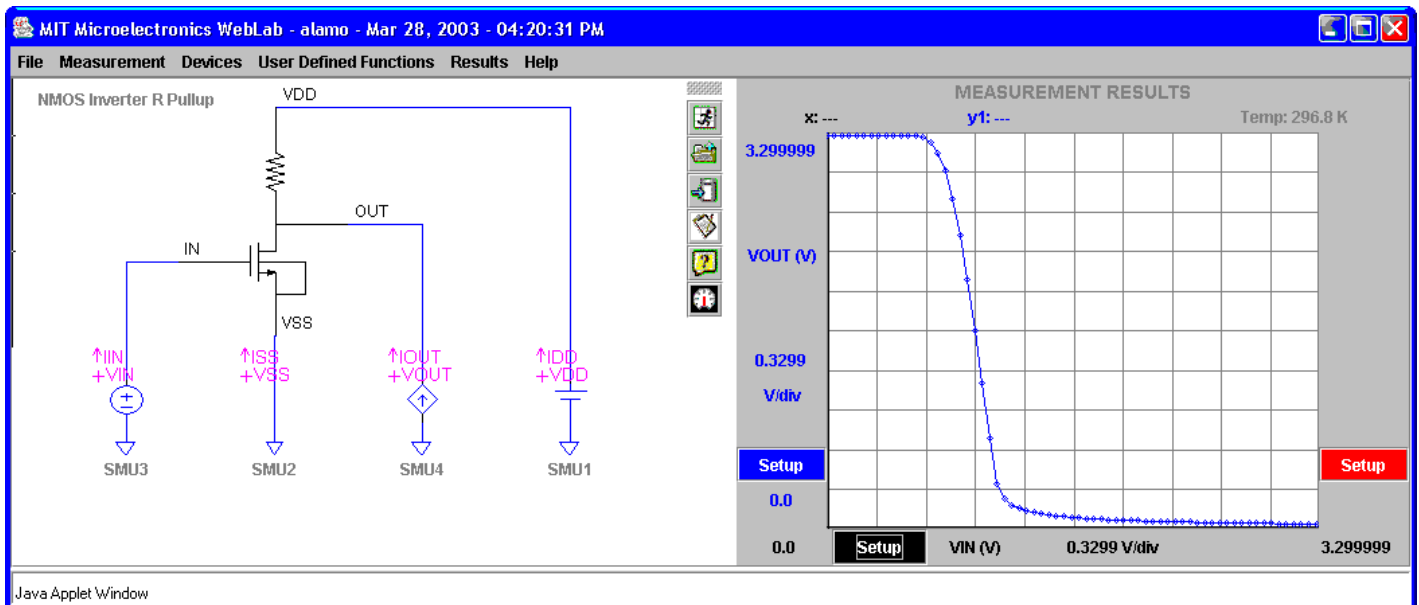 MIT Microelectronics WebLab - alamo - Mar 28, 2003 - 04:20:31 PM
File Measurement Devices User Defined Functions Results Help
NMOS Inverter R Pullup
VDD
OUT
IN
VSS
↑IIN ↑ISS ↑IOUT ↑IDD
+VIN +VSS +VOUT +VDD
SMU3 SMU2 SMU4 SMU1
MEASUREMENT RESULTS
x: --- y1: --- Temp: 296.8 K
3.299999
VOUT (V)
0.3299
V/div
Setup Setup
0.0
0.0 Setup VIN (V) 0.3299 V/div 3.299999
Java Applet Window